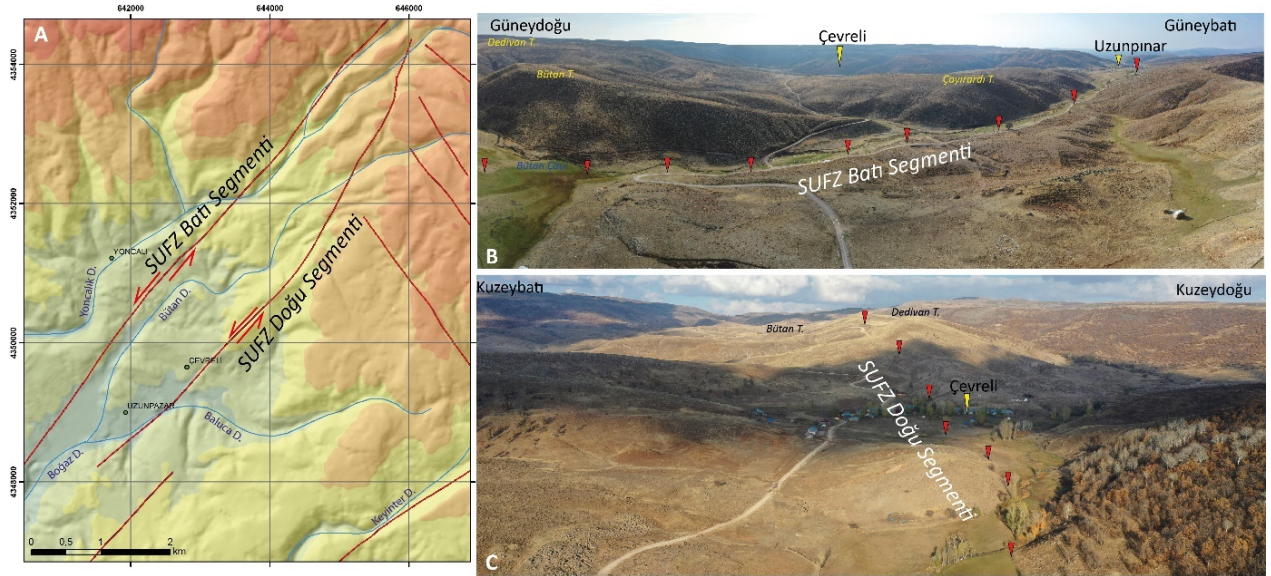 A
642000
644000
646000
4354000
4352000
4350000
4348000
SUFZ Batı Segmenti
SUFZ Doğu Segmenti
YONCALI
Yoncalık D.
Bütan D.
ÇEVRELİ
UZUNPAZAR
Baluca D.
Boğaz D.
Keyinter D.
0 0,5 1 2
km
Güneydoğu
Güneybatı
Dedivan T.
Çevreli
Uzunpınar
Bütan T.
Çayırardı T.
Bütan Çayı
SUFZ Batı Segmenti
B
Kuzeybatı
Kuzeydoğu
Bütan T.
Dedivan T.
Çevreli
SUFZ Doğu Segmenti
C